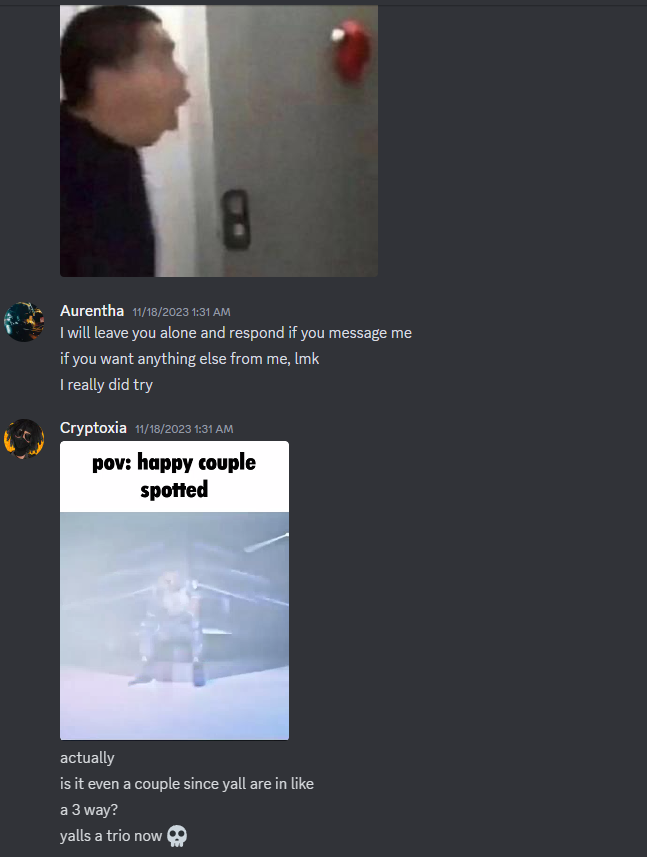 Aurentha 11/18/2023 1:31 AM
I will leave you alone and respond if you message me
if you want anything else from me, lmk
I really did try
Cryptoxia 11/18/2023 1:31 AM
pov: happy couple
spotted
actually
is it even a couple since yall are in like
a 3 way?
yalls a trio now 💀